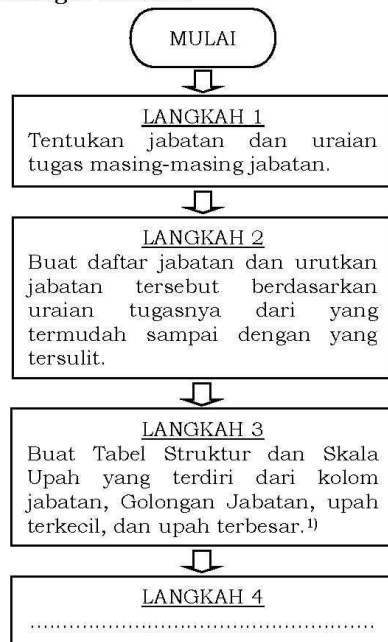 MULAI
LANGKAH 1
Tentukan jabatan dan uraian
tugas masing-masing jabatan.
LANGKAH 2
Buat daftar jabatan dan urutkan
jabatan tersebut berdasarkan
uraian tugasnya dari yang
termudah sampai dengan yang
tersulit.
LANGKAH 3
Buat Tabel Struktur dan Skala
Upah yang terdiri dari kolom
jabatan, Golongan Jabatan, upah
terkecil, dan upah terbesar.¹⁾
LANGKAH 4
......................................................